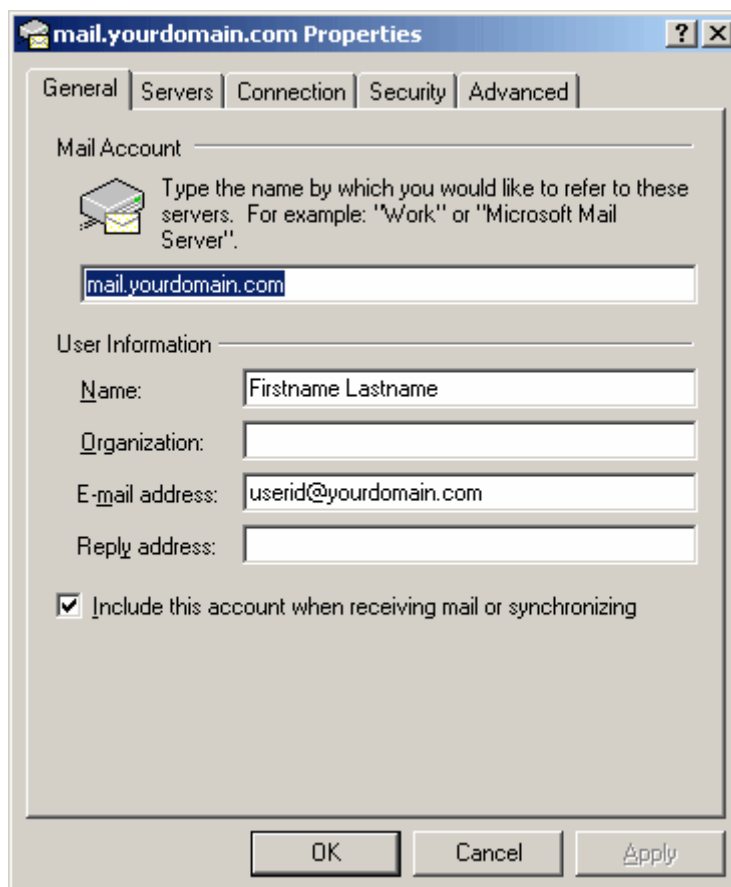 mail.yourdomain.com Properties
General Servers Connection Security Advanced
Mail Account
Type the name by which you would like to refer to these
servers. For example: "Work" or "Microsoft Mail
Server".
mail.yourdomain.com
User Information
Name: Firstname Lastname
Organization:
E-mail address: userid@yourdomain.com
Reply address:
Include this account when receiving mail or synchronizing
OK Cancel Apply